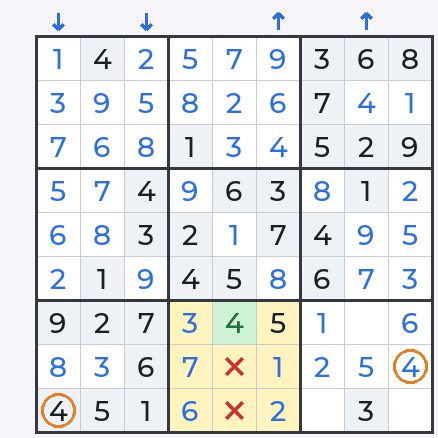 1 4 2 5 7 9 3 6 8
3 9 5 8 2 6 7 4 1
7 6 8 1 3 4 5 2 9
5 7 4 9 6 3 8 1 2
6 8 3 2 1 7 4 9 5
2 1 9 4 5 8 6 7 3
9 2 7 3 4 5 1 6
8 3 6 7 1 2 5 4
4 5 1 6 2 3